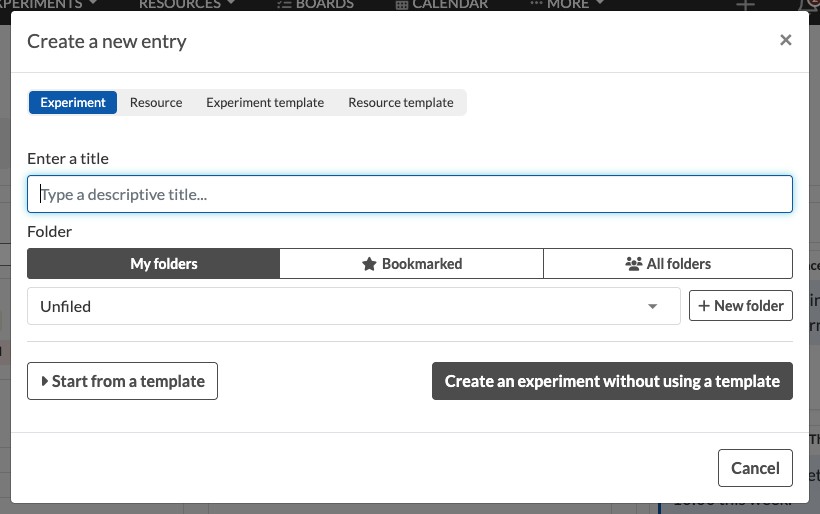 RESOURCES
BOARDS
CALENDAR
MORE
Create a new entry
Experiment
Resource
Experiment template
Resource template
Enter a title
Type a descriptive title...
Folder
My folders
Bookmarked
All folders
Unfiled
New folder
Start from a template
Create an experiment without using a template
Cancel